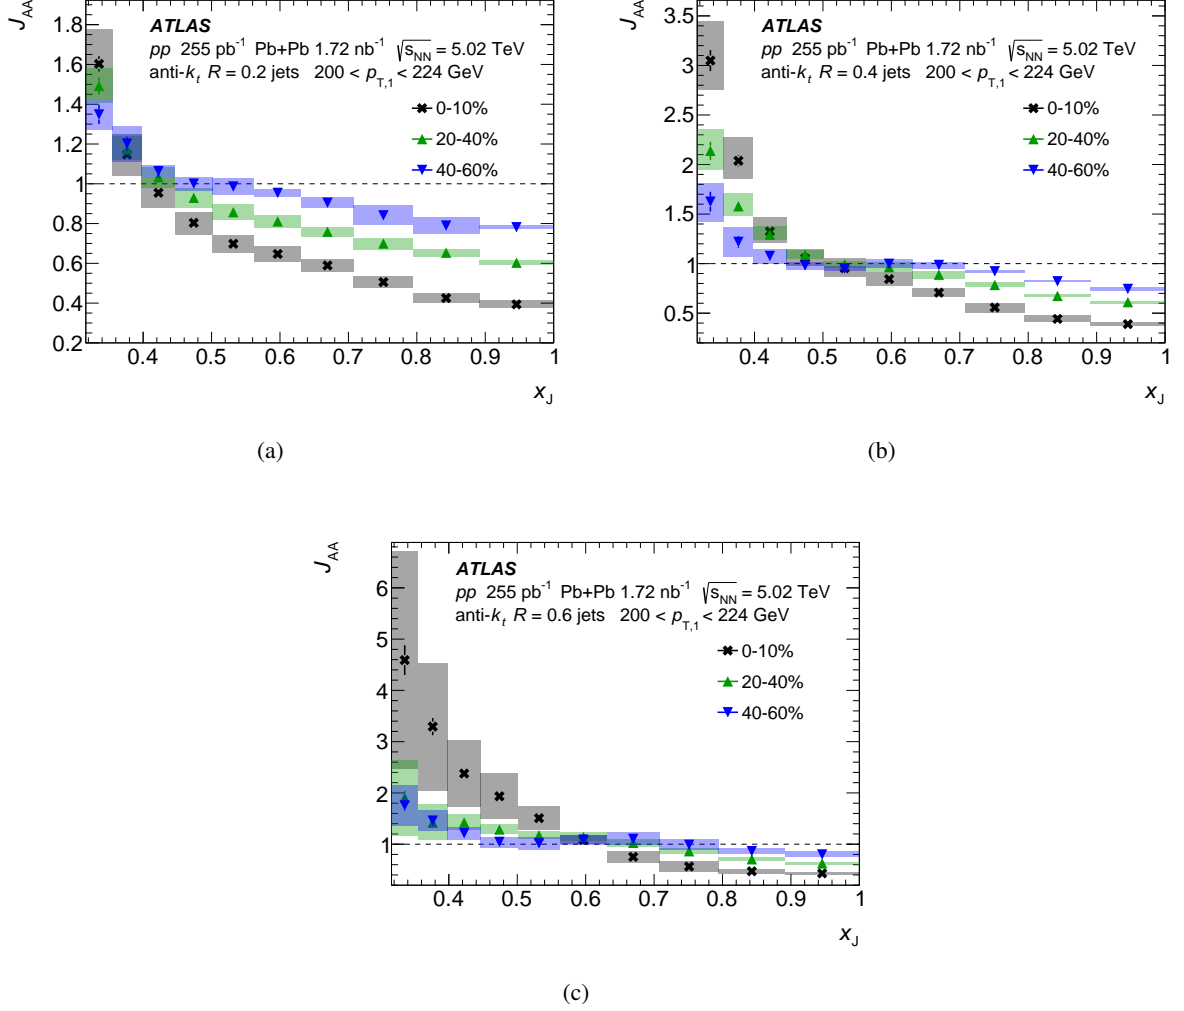 J_AA
1.8
1.6
1.4
1.2
1
0.8
0.6
0.4
0.2
ATLAS
pp 255 pb⁻¹ Pb+Pb 1.72 nb⁻¹ √s_NN = 5.02 TeV
anti-k_t R = 0.2 jets 200 < p_T,1 < 224 GeV
0-10%
20-40%
40-60%
0.4 0.5 0.6 0.7 0.8 0.9 1
x_J
(a)
J_AA
3.5
3
2.5
2
1.5
1
0.5
ATLAS
pp 255 pb⁻¹ Pb+Pb 1.72 nb⁻¹ √s_NN = 5.02 TeV
anti-k_t R = 0.4 jets 200 < p_T,1 < 224 GeV
0-10%
20-40%
40-60%
0.4 0.5 0.6 0.7 0.8 0.9 1
x_J
(b)
J_AA
6
5
4
3
2
1
ATLAS
pp 255 pb⁻¹ Pb+Pb 1.72 nb⁻¹ √s_NN = 5.02 TeV
anti-k_t R = 0.6 jets 200 < p_T,1 < 224 GeV
0-10%
20-40%
40-60%
0.4 0.5 0.6 0.7 0.8 0.9 1
x_J
(c)